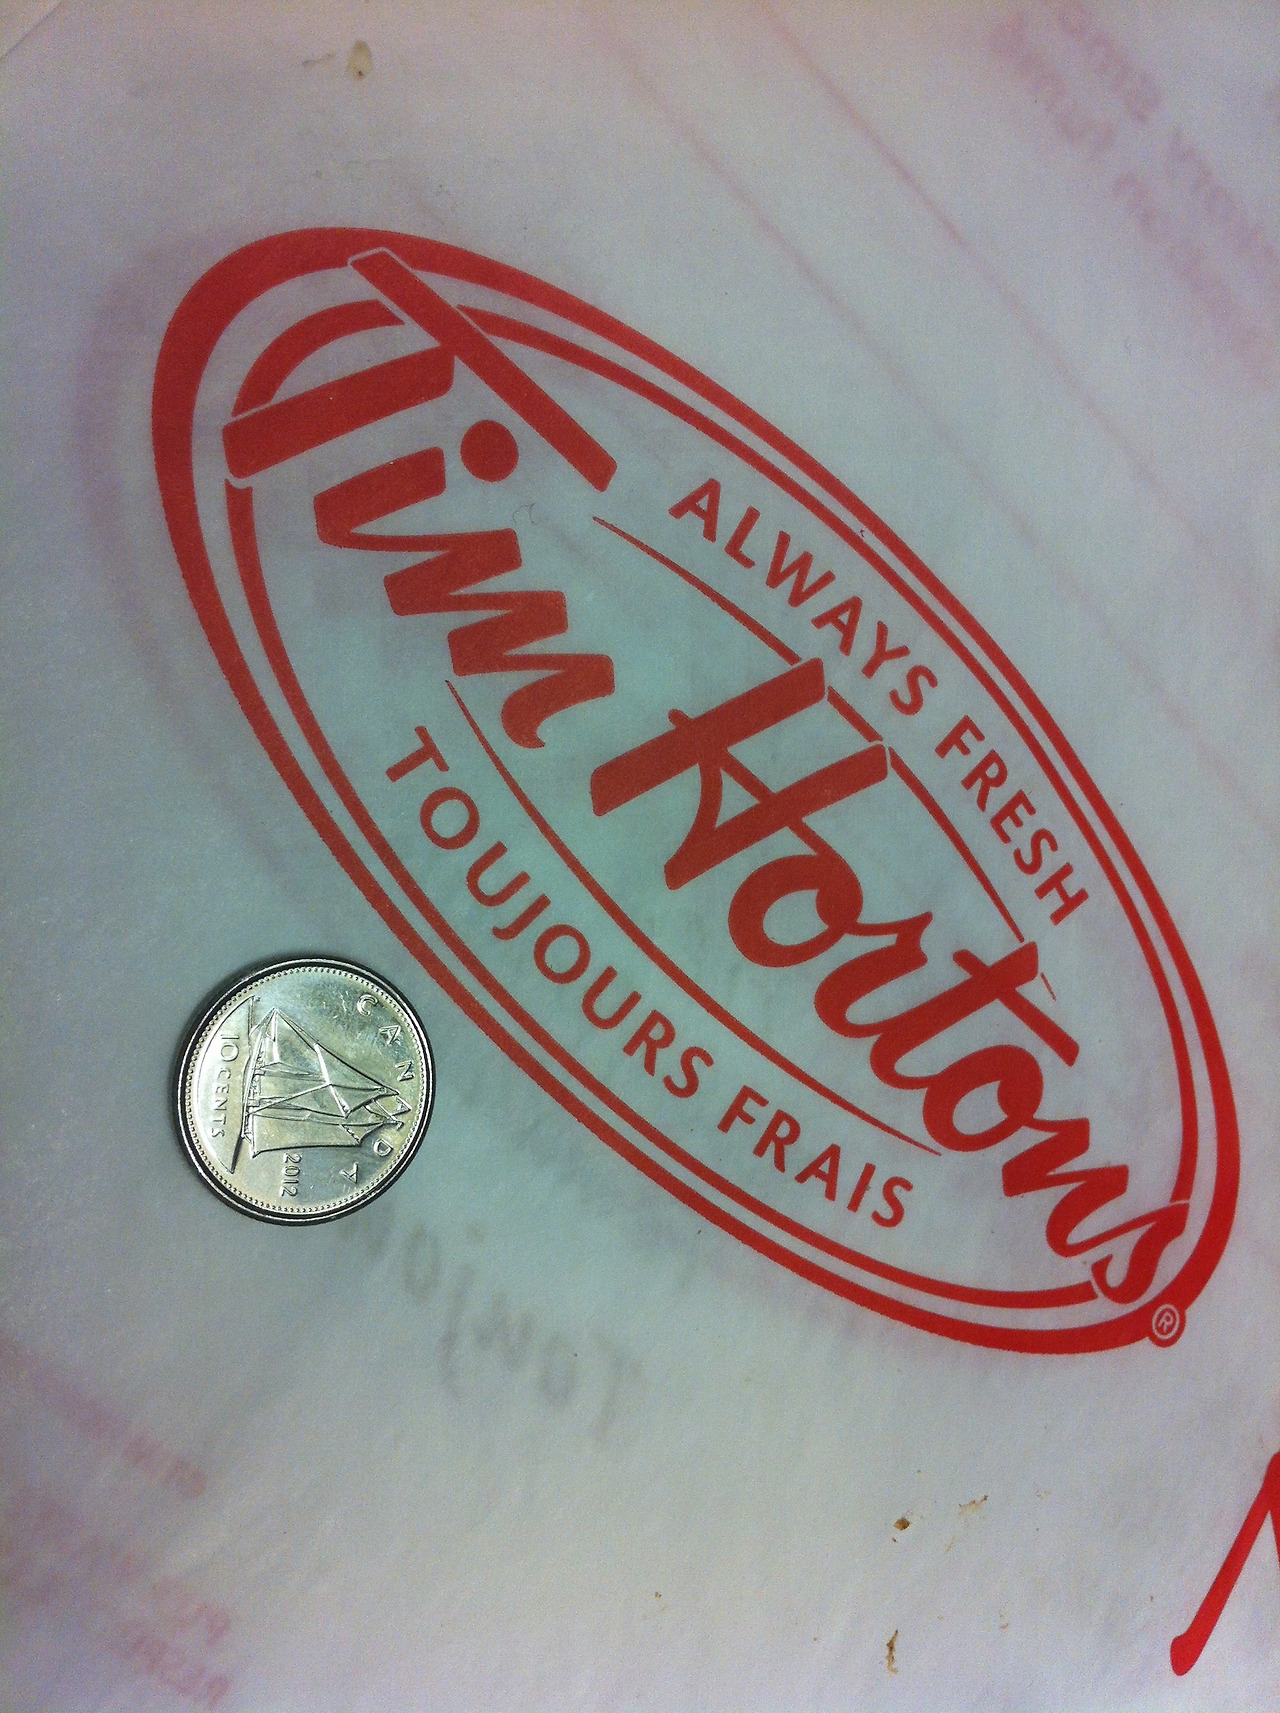 ALWAYS FRESH
Tim Hortons
TOUJOURS FRAIS
®
CANADA
10 CENTS
2012